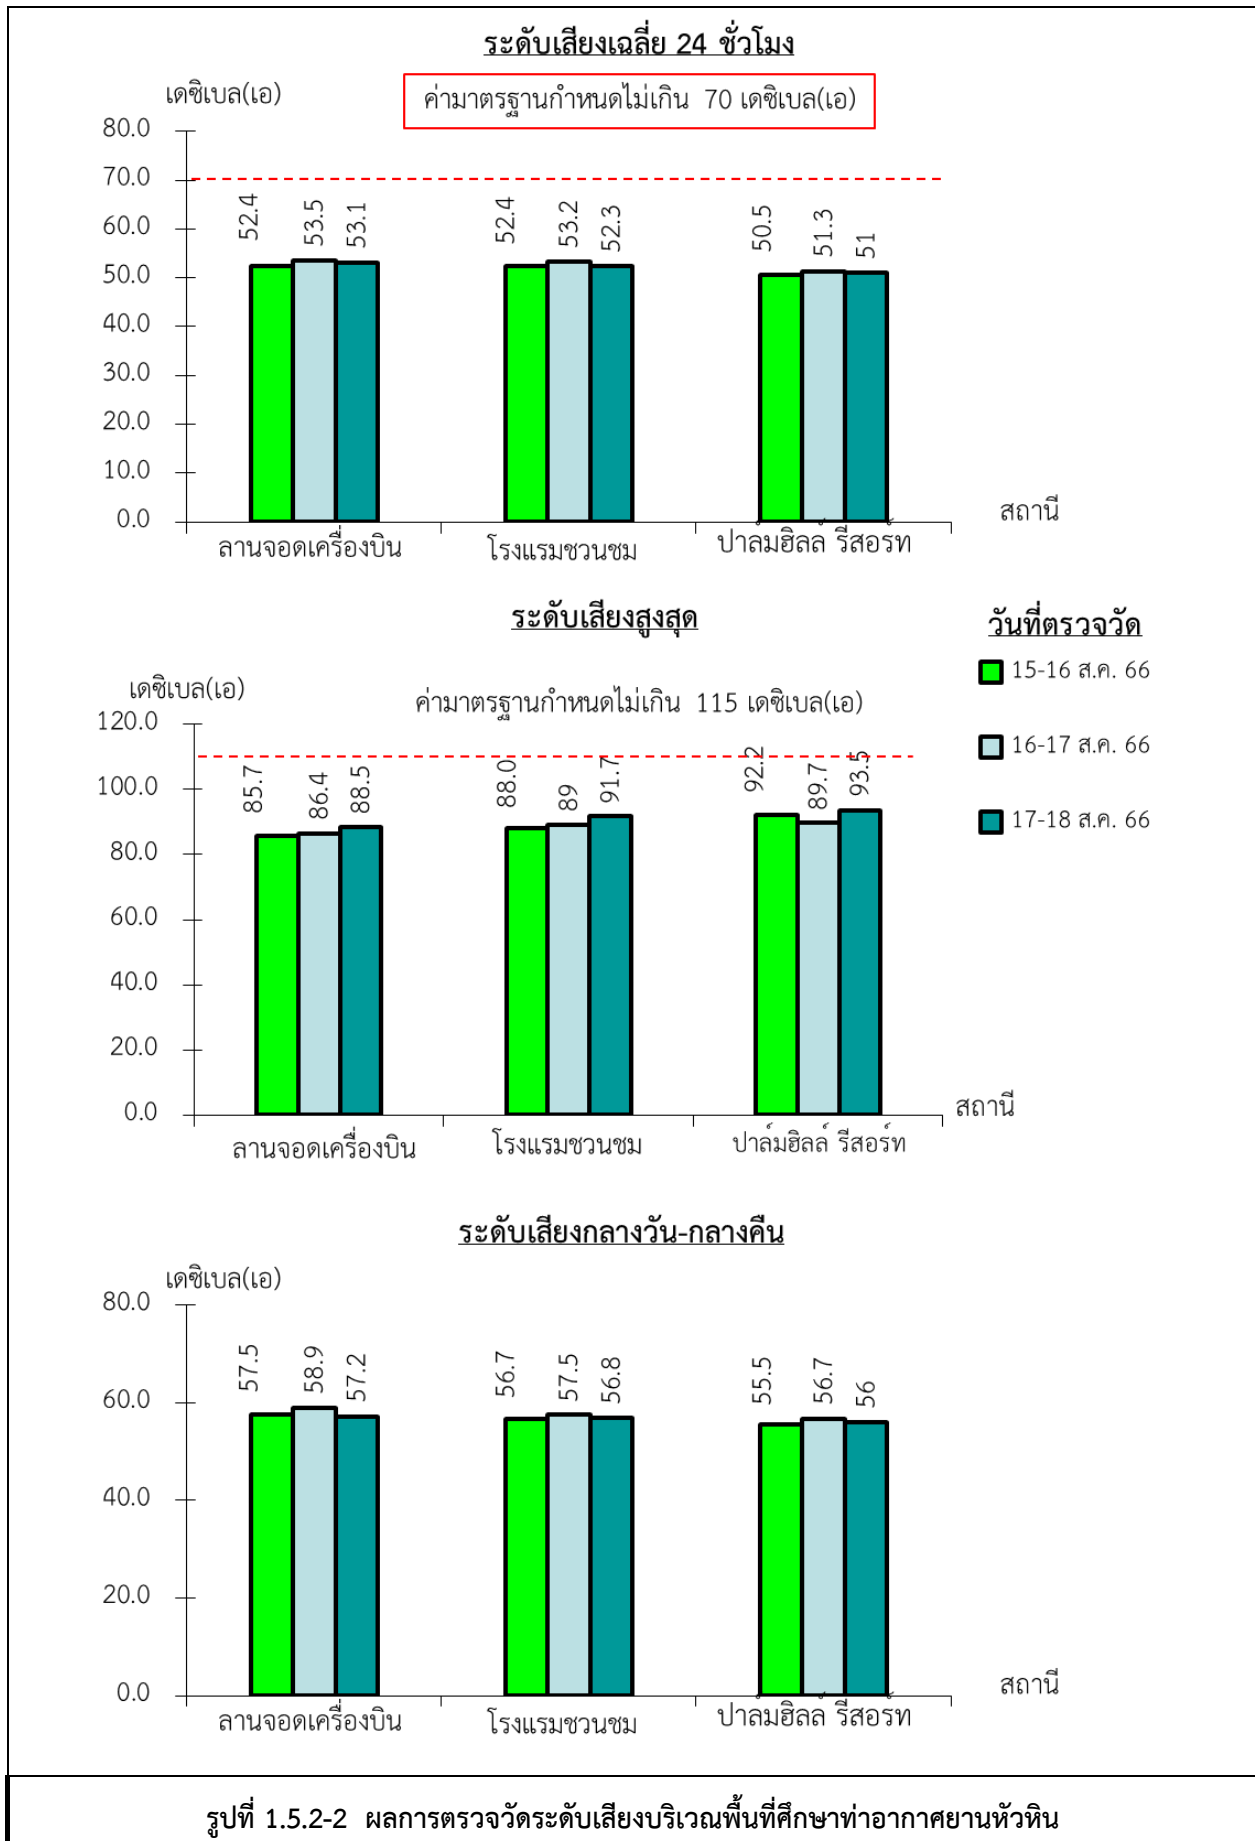 ระดับเสียงเฉลี่ย 24 ชั่วโมง
เดซิเบล(เอ)
ค่ามาตรฐานกำหนดไม่เกิน 70 เดซิเบล(เอ)
80.0
70.0
60.0
50.0
40.0
30.0
20.0
10.0
0.0
52.4 53.5 53.1 52.4 53.2 52.3 50.5 51.3 51
สถานี
ลานจอดเครื่องบิน โรงแรมชวนชม ปาล์มฮิลล์ รีสอร์ท
ระดับเสียงสูงสุด
วันที่ตรวจวัด
15-16 ส.ค. 66
16-17 ส.ค. 66
17-18 ส.ค. 66
เดซิเบล(เอ)
ค่ามาตรฐานกำหนดไม่เกิน 115 เดซิเบล(เอ)
120.0
100.0
80.0
60.0
40.0
20.0
0.0
85.7 86.4 88.5 88.0 89 91.7 92.2 89.7 93.5
สถานี
ลานจอดเครื่องบิน โรงแรมชวนชม ปาล์มฮิลล์ รีสอร์ท
ระดับเสียงกลางวัน-กลางคืน
เดซิเบล(เอ)
80.0
60.0
40.0
20.0
0.0
57.5 58.9 57.2 56.7 57.5 56.8 55.5 56.7 56
สถานี
ลานจอดเครื่องบิน โรงแรมชวนชม ปาล์มฮิลล์ รีสอร์ท
รูปที่ 1.5.2-2 ผลการตรวจวัดระดับเสียงบริเวณพื้นที่ศึกษาท่าอากาศยานหัวหิน